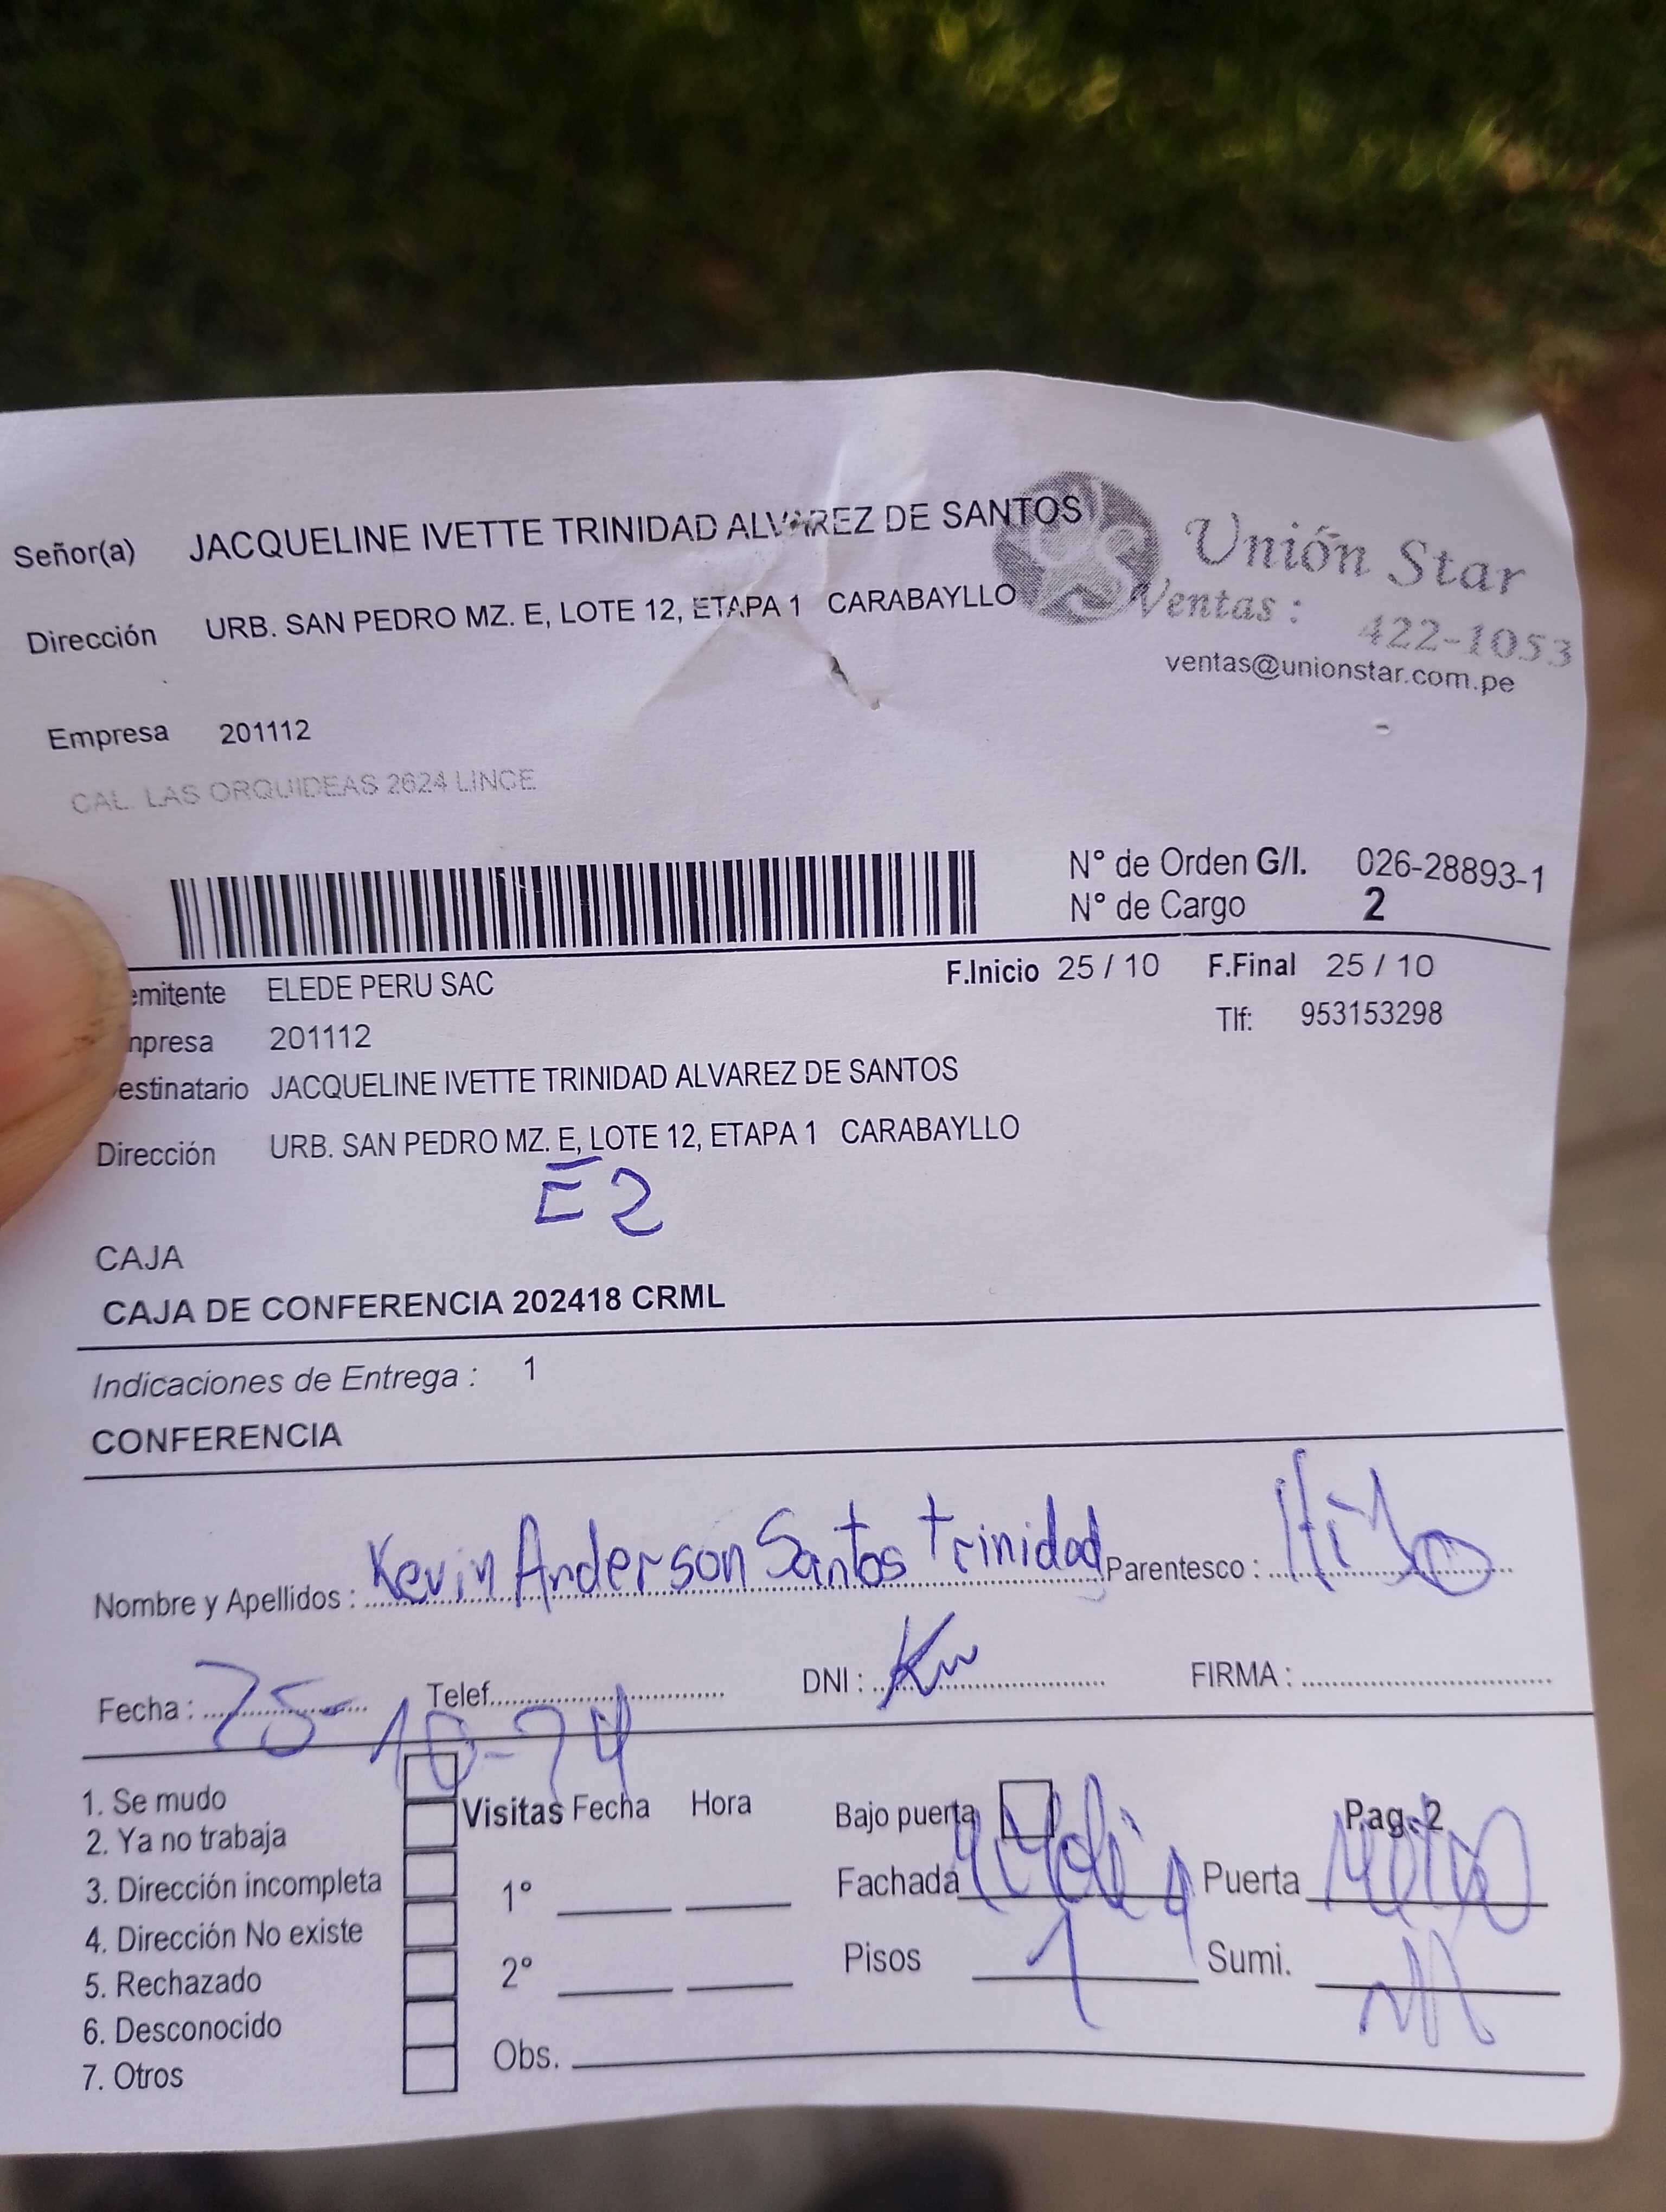 Señor(a) JACQUELINE IVETTE TRINIDAD ALVAREZ DE SANTOS
Unión Star
Dirección URB. SAN PEDRO MZ. E, LOTE 12, ETAPA 1 CARABAYLLO
Ventas : 422-1053
ventas@unionstar.com.pe
Empresa 201112
CAL. LAS ORQUIDEAS 2624 LINCE
N° de Orden G/I. 026-28893-1
N° de Cargo 2
emitente ELEDE PERU SAC
F.Inicio 25 / 10 F.Final 25 / 10
npresa 201112
Tlf: 953153298
estinatario JACQUELINE IVETTE TRINIDAD ALVAREZ DE SANTOS
Dirección URB. SAN PEDRO MZ. E, LOTE 12, ETAPA 1 CARABAYLLO
E2
CAJA
CAJA DE CONFERENCIA 202418 CRML
Indicaciones de Entrega : 1
CONFERENCIA
Nombre y Apellidos : Kevin Anderson Santos trinidad Parentesco : Hijo
Fecha : 25-10-24 Telef. DNI : FIRMA :
1. Se mudo
2. Ya no trabaja
3. Dirección incompleta
4. Dirección No existe
5. Rechazado
6. Desconocido
7. Otros
Visitas Fecha Hora
1°
2°
Obs.
Bajo puerta Pag. 2
Fachada Puerta
Pisos 1 Sumi.